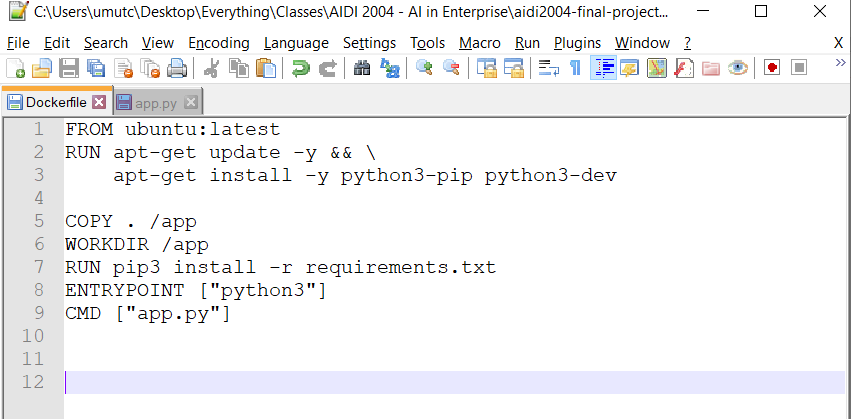 C:\Users\umutc\Desktop\Everything\Classes\AIDI 2004 - AI in Enterprise\aidi2004-final-project...
File Edit Search View Encoding Language Settings Tools Macro Run Plugins Window ? X
Dockerfile app.py
1 FROM ubuntu:latest
2 RUN apt-get update -y && \
3 apt-get install -y python3-pip python3-dev
4
5 COPY . /app
6 WORKDIR /app
7 RUN pip3 install -r requirements.txt
8 ENTRYPOINT ["python3"]
9 CMD ["app.py"]
10
11
12